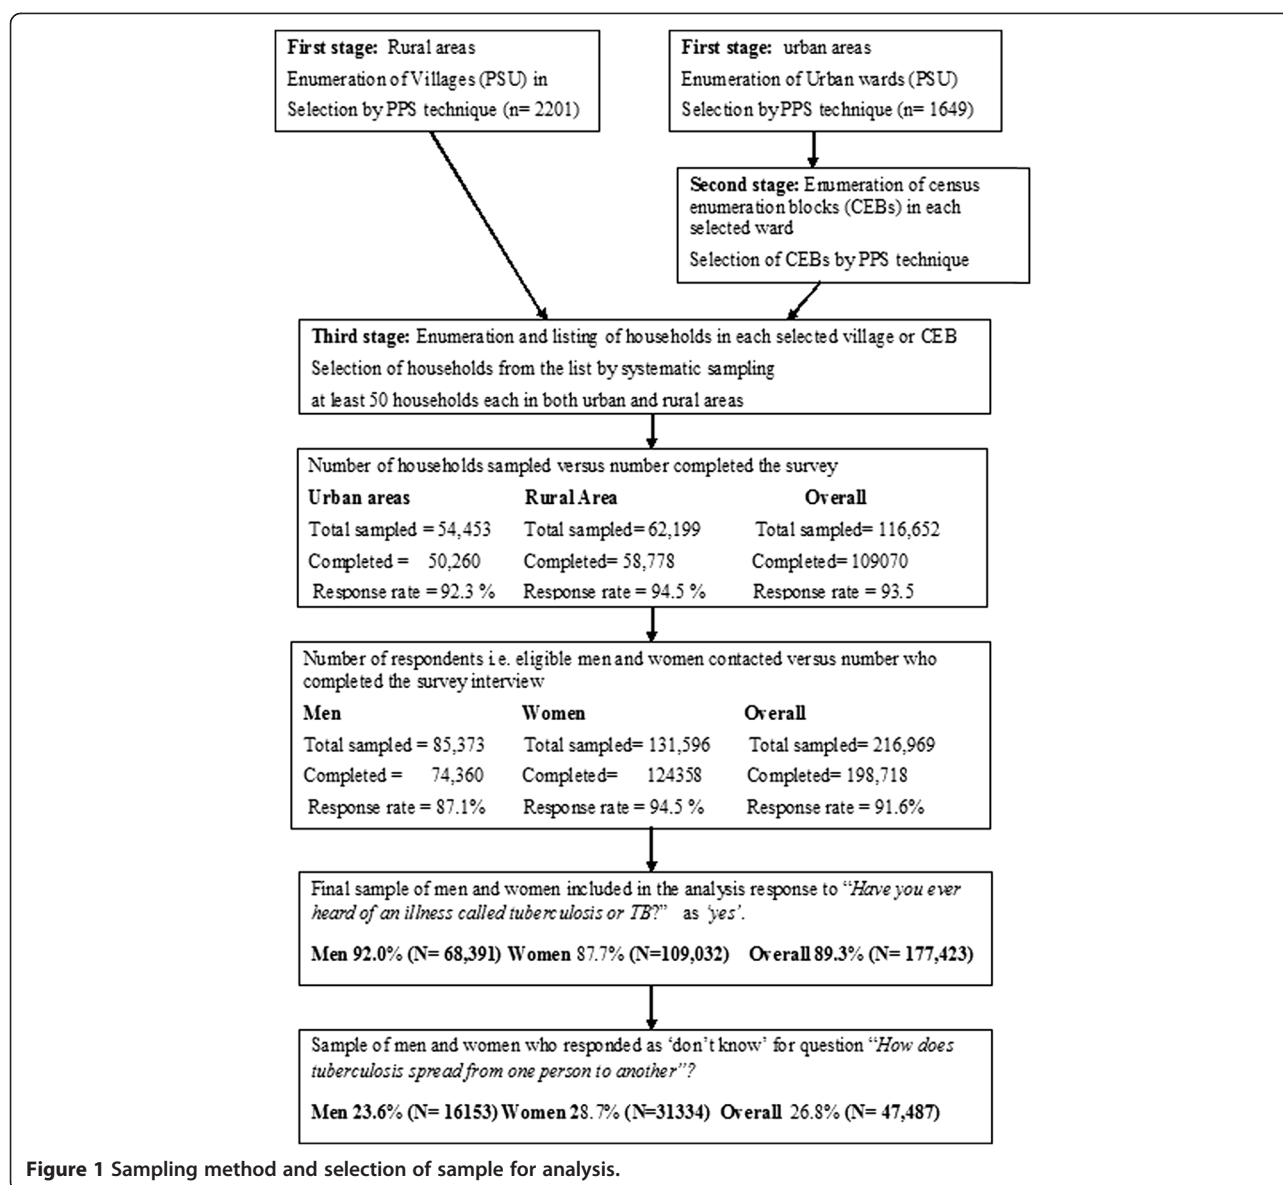 First stage: Rural areas
Enumeration of Villages (PSU) in
Selection by PPS technique (n= 2201)
First stage: urban areas
Enumeration of Urban wards (PSU)
Selection by PPS technique (n= 1649)
Second stage: Enumeration of census
enumeration blocks (CEBs) in each
selected ward
Selection of CEBs by PPS technique
Third stage: Enumeration and listing of households in each selected village or CEB
Selection of households from the list by systematic sampling
at least 50 households each in both urban and rural areas
Number of households sampled versus number completed the survey
Urban areas Rural Area Overall
Total sampled = 54,453 Total sampled= 62,199 Total sampled= 116,652
Completed = 50,260 Completed= 58,778 Completed= 109070
Response rate = 92.3 % Response rate = 94.5 % Response rate = 93.5
Number of respondents i.e. eligible men and women contacted versus number who
completed the survey interview
Men Women Overall
Total sampled = 85,373 Total sampled= 131,596 Total sampled= 216,969
Completed = 74,360 Completed= 124358 Completed= 198,718
Response rate = 87.1% Response rate = 94.5 % Response rate = 91.6%
Final sample of men and women included in the analysis response to “Have you ever
heard of an illness called tuberculosis or TB?” as ‘yes’.
Men 92.0% (N= 68,391) Women 87.7% (N=109,032) Overall 89.3% (N= 177,423)
Sample of men and women who responded as ‘don’t know’ for question “How does
tuberculosis spread from one person to another”?
Men 23.6% (N= 16153) Women 28.7% (N=31334) Overall 26.8% (N= 47,487)
Figure 1 Sampling method and selection of sample for analysis.